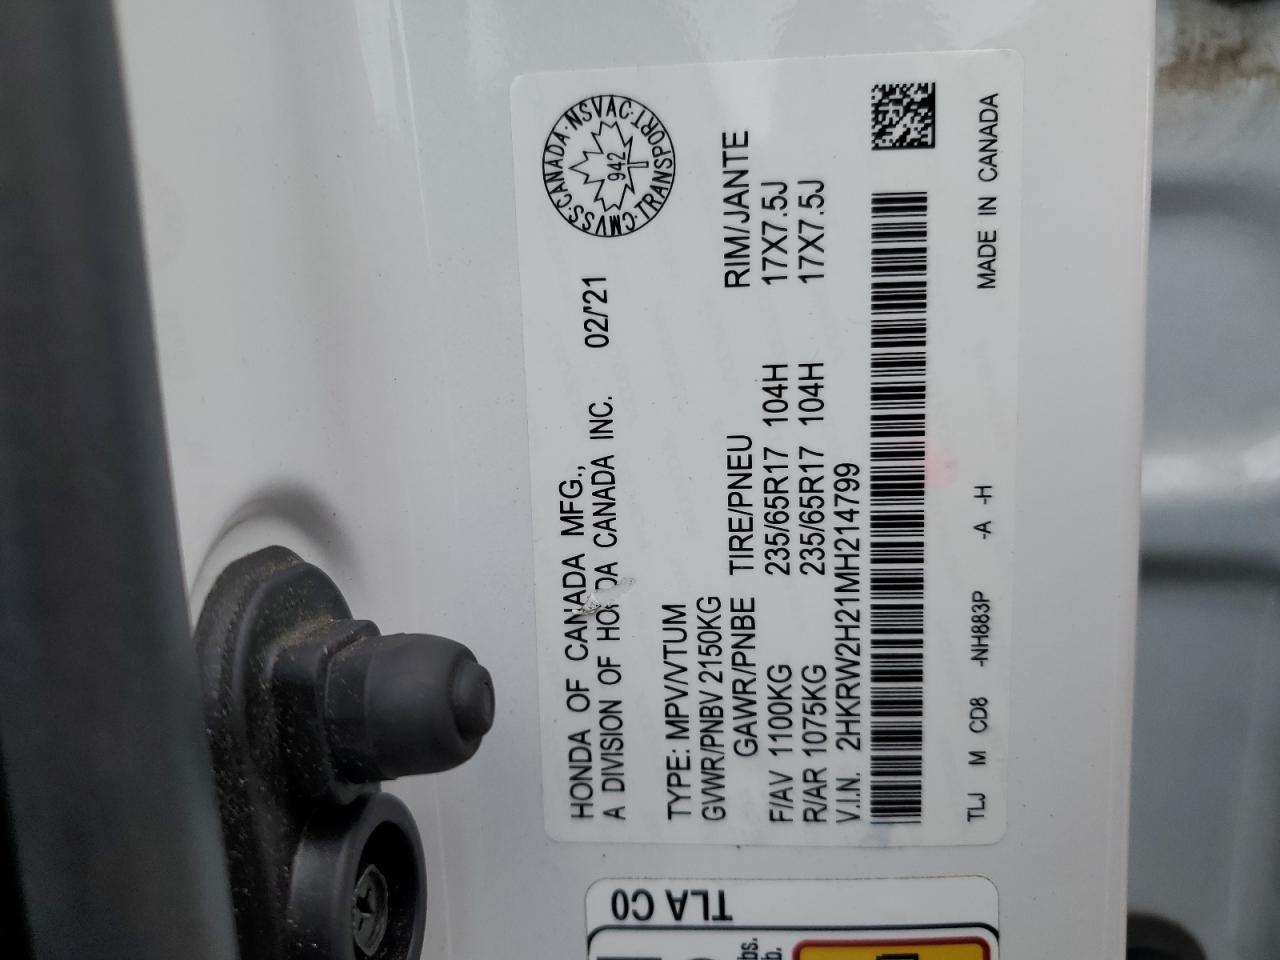 HONDA OF CANADA MFG.,
A DIVISION OF HONDA CANADA INC. 02/'21
CMVSS·CANADA·NSVAC·TRANSPORT
942
TYPE: MPV/VTUM
GVWR/PNBV 2150KG
GAWR/PNBE TIRE/PNEU RIM/JANTE
F/AV 1100KG 235/65R17 104H 17X7.5J
R/AR 1075KG 235/65R17 104H 17X7.5J
V.I.N. 2HKRW2H21MH214799
TLJ M CD8 -NH883P -A -H MADE IN CANADA
TLA C0
bs.
b.